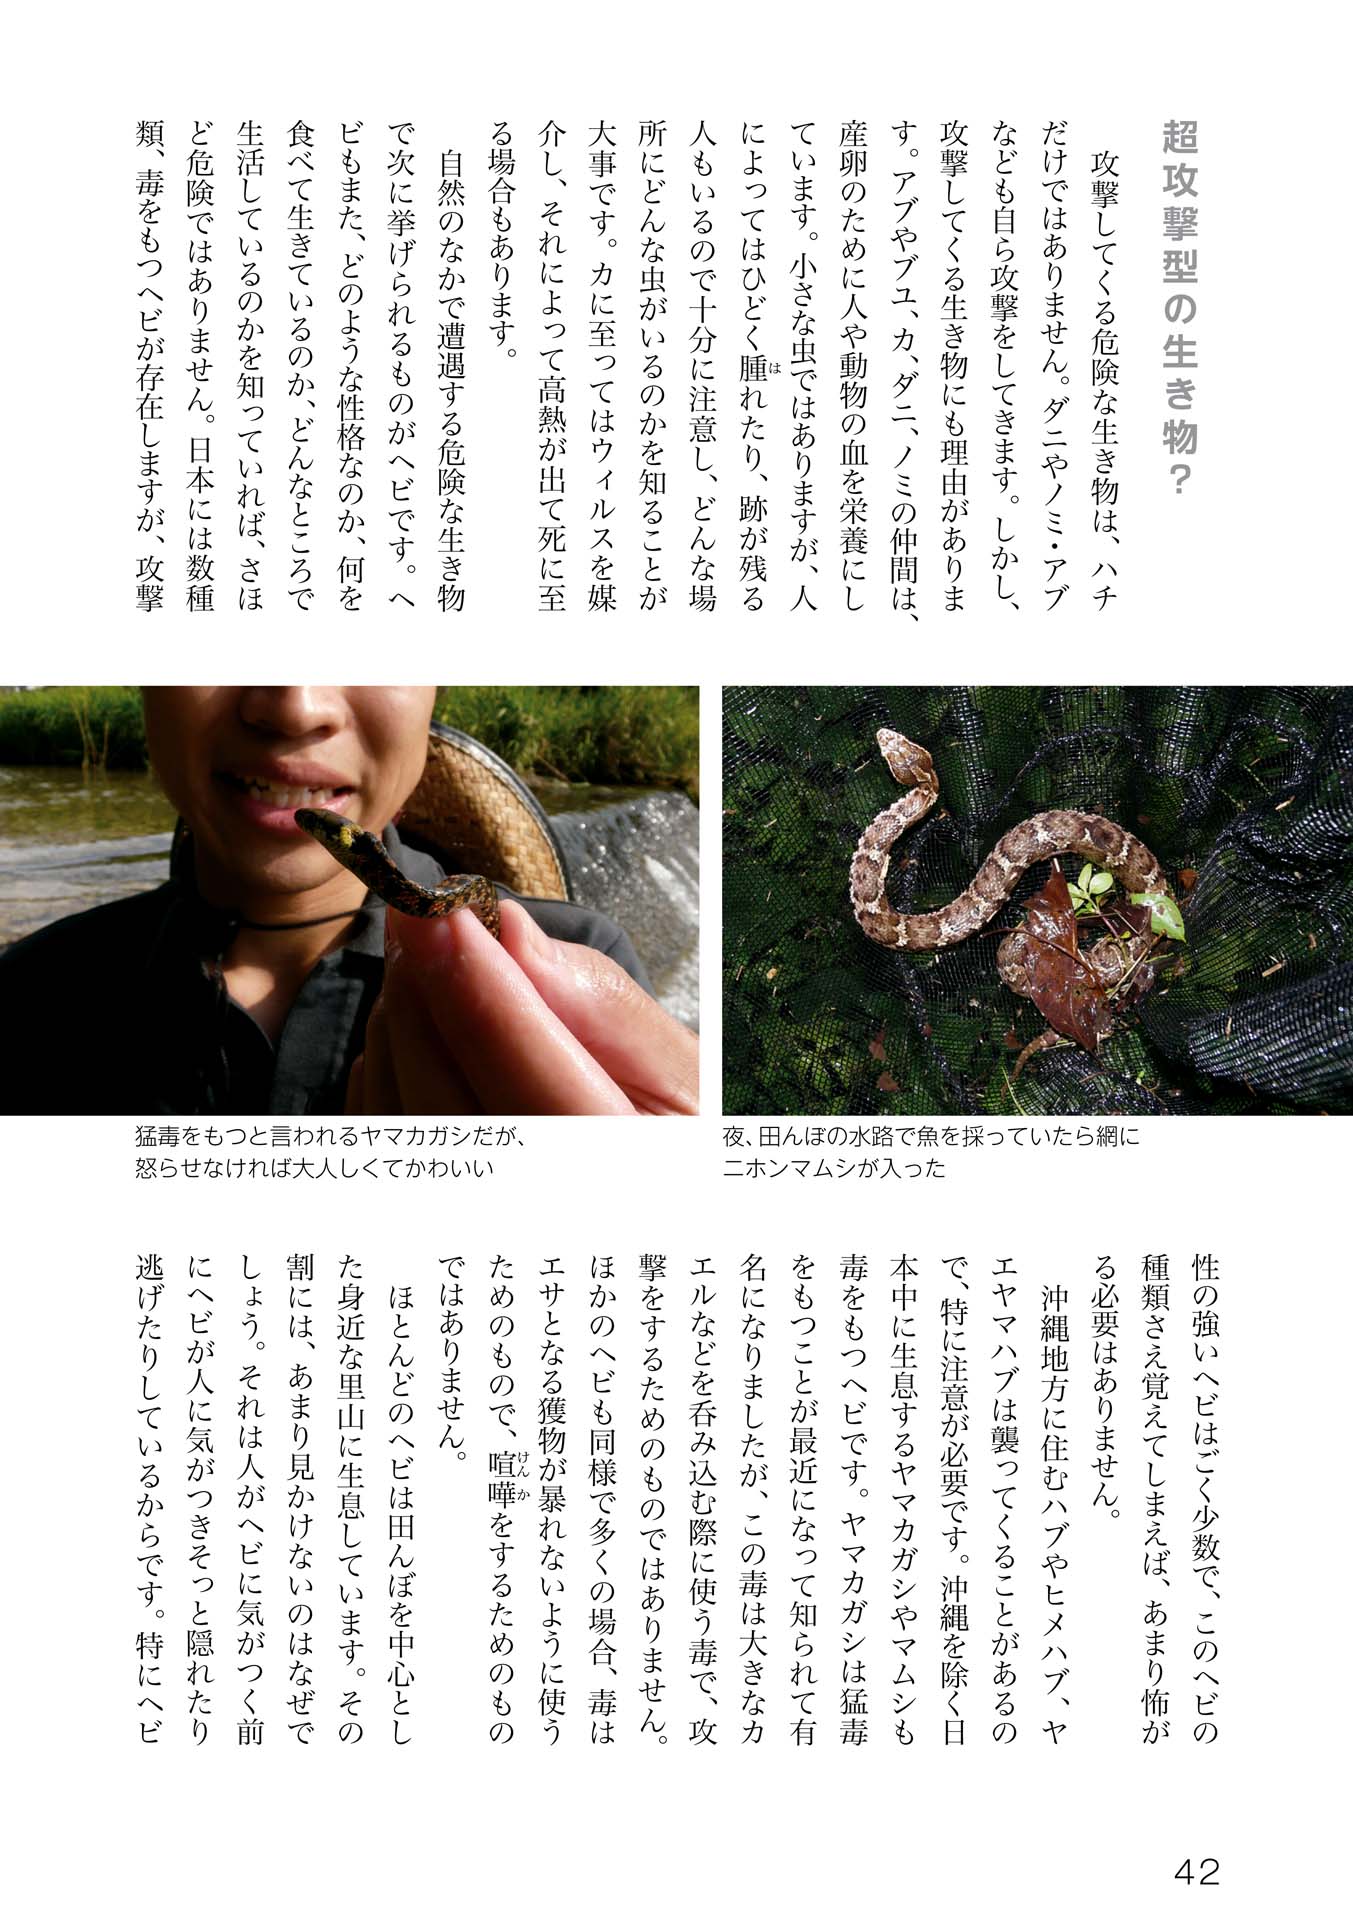 超攻撃型の生き物？
　攻撃してくる危険な生き物は、ハチ
だけではありません。ダニやノミ・アブ
なども自ら攻撃をしてきます。しかし、
攻撃してくる生き物にも理由がありま
す。アブやブユ、カ、ダニ、ノミの仲間は、
産卵のために人や動物の血を栄養にし
ています。小さな虫ではありますが、人
によってはひどく腫れたり、跡が残る
は
人もいるので十分に注意し、どんな場
所にどんな虫がいるのかを知ることが
大事です。カに至ってはウィルスを媒
介し、それによって高熱が出て死に至
る場合もあります。
　自然のなかで遭遇する危険な生き物
で次に挙げられるものがヘビです。ヘ
ビもまた、どのような性格なのか、何を
食べて生きているのか、どんなところで
生活しているのかを知っていれば、さほ
ど危険ではありません。日本には数種
類、毒をもつヘビが存在しますが、攻撃
猛毒をもつと言われるヤマカガシだが、
怒らせなければ大人しくてかわいい
夜、田んぼの水路で魚を採っていたら網に
ニホンマムシが入った
性の強いヘビはごく少数で、このヘビの
種類さえ覚えてしまえば、あまり怖が
る必要はありません。
　沖縄地方に住むハブやヒメハブ、ヤ
エヤマハブは襲ってくることがあるの
で、特に注意が必要です。沖縄を除く日
本中に生息するヤマカガシやマムシも
毒をもつヘビです。ヤマカガシは猛毒
をもつことが最近になって知られて有
名になりましたが、この毒は大きなカ
エルなどを呑み込む際に使う毒で、攻
撃をするためのものではありません。
ほかのヘビも同様で多くの場合、毒は
エサとなる獲物が暴れないように使う
ためのもので、喧嘩をするためのもの
けんか
ではありません。
　ほとんどのヘビは田んぼを中心とし
た身近な里山に生息しています。その
割には、あまり見かけないのはなぜで
しょう。それは人がヘビに気がつく前
にヘビが人に気がつきそっと隠れたり
逃げたりしているからです。特にヘビ
42